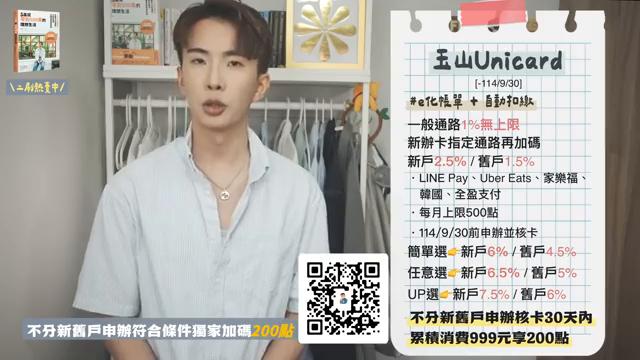 二刷熱賣中
玉山Unicard
[-114/9/30]
#e化帳單 + 自動扣繳
一般通路1%無上限
新辦卡指定通路再加碼
新戶2.5% / 舊戶1.5%
· LINE Pay、Uber Eats、家樂福、
韓國、全盈支付
· 每月上限500點
· 114/9/30前申辦並核卡
簡單選👉新戶6% / 舊戶4.5%
任意選👉新戶6.5% / 舊戶5%
UP選👉新戶7.5% / 舊戶6%
不分新舊戶申辦核卡30天內
累積消費999元享200點
不分新舊戶申辦符合條件獨家加碼200點